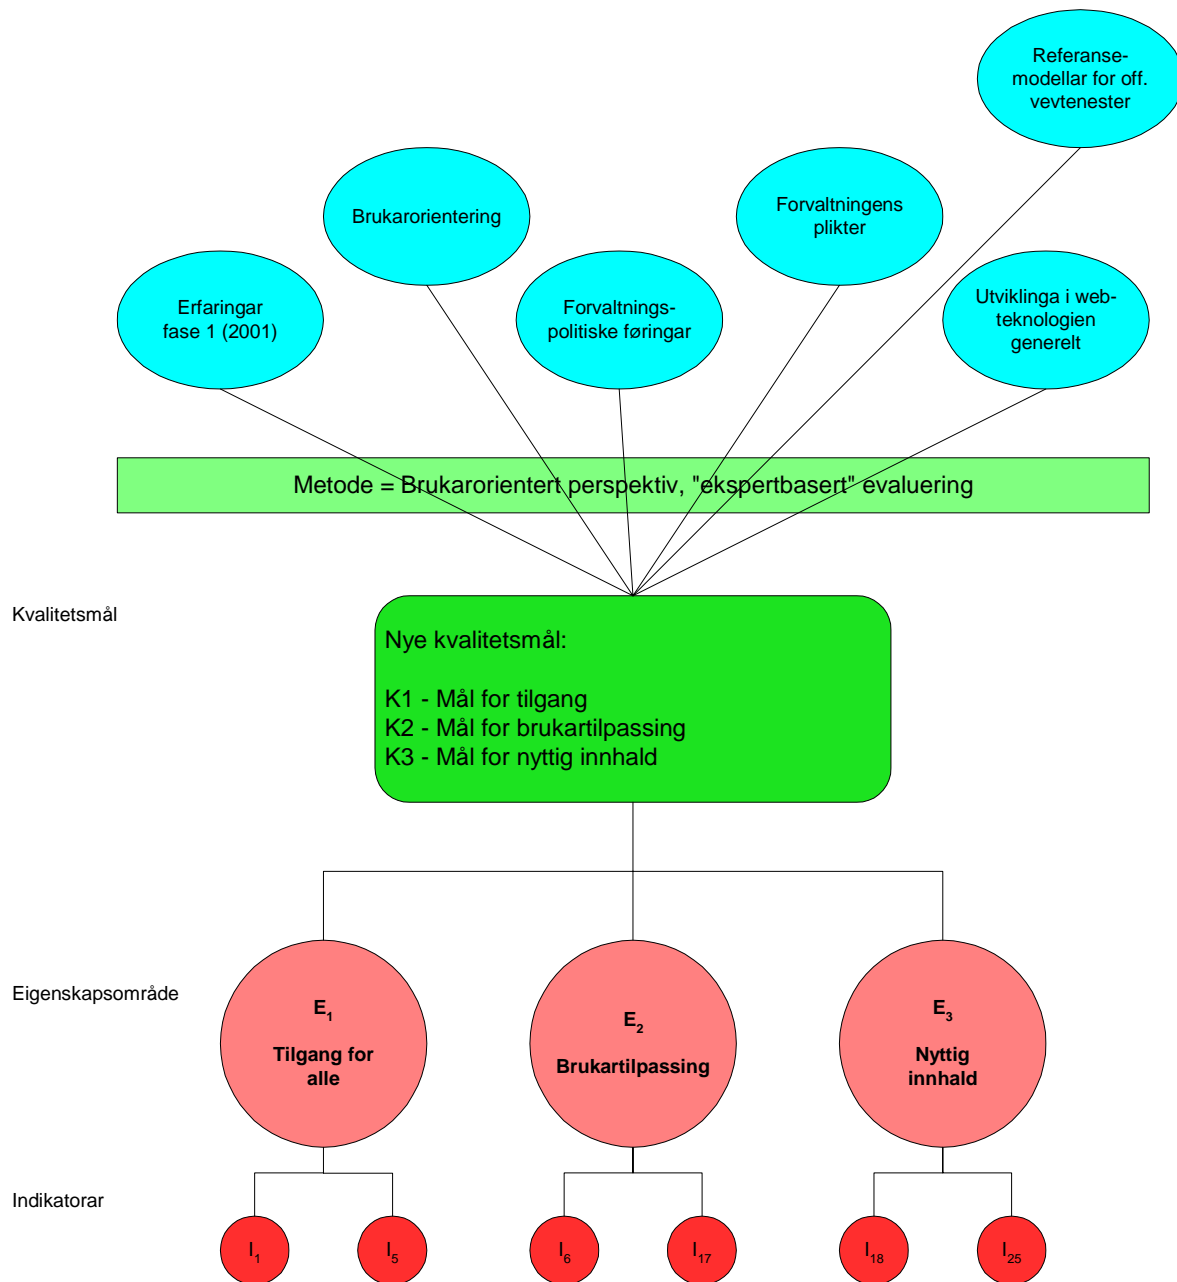 Referanse-
modellar for off.
vevtenester
Brukarorientering
Forvaltningens
plikter
Erfaringar
fase 1 (2001)
Forvaltnings-
politiske føringar
Utviklinga i web-
teknologien
generelt
Metode = Brukarorientert perspektiv, "ekspertbasert" evaluering
Kvalitetsmål
Nye kvalitetsmål:
K1 - Mål for tilgang
K2 - Mål for brukartilpassing
K3 - Mål for nyttig innhald
Eigenskapsområde
E1
Tilgang for
alle
E2
Brukartilpassing
E3
Nyttig
innhald
Indikatorar
I1
I5
I6
I17
I18
I25